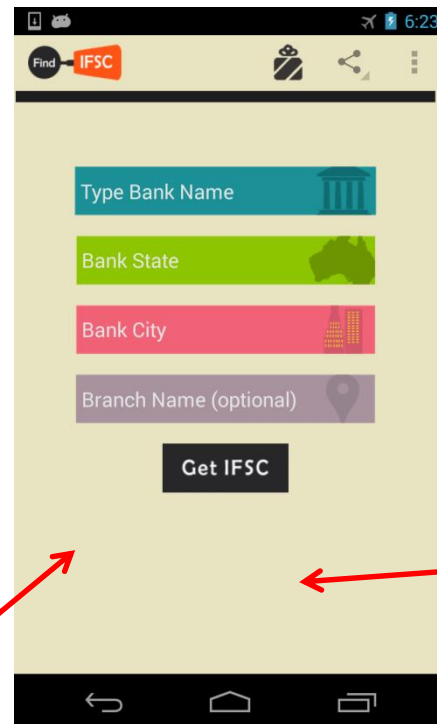 6:23
Find IFSC
Type Bank Name
Bank State
Bank City
Branch Name (optional)
Get IFSC